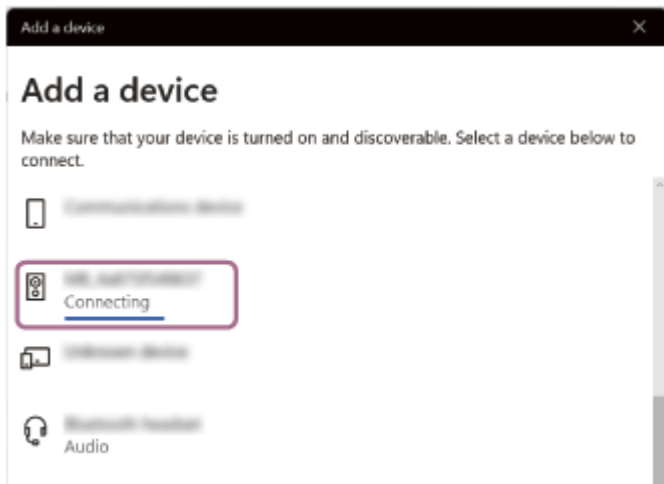 Add a device
Add a device
Make sure that your device is turned on and discoverable. Select a device below to
connect.
Connecting
Audio